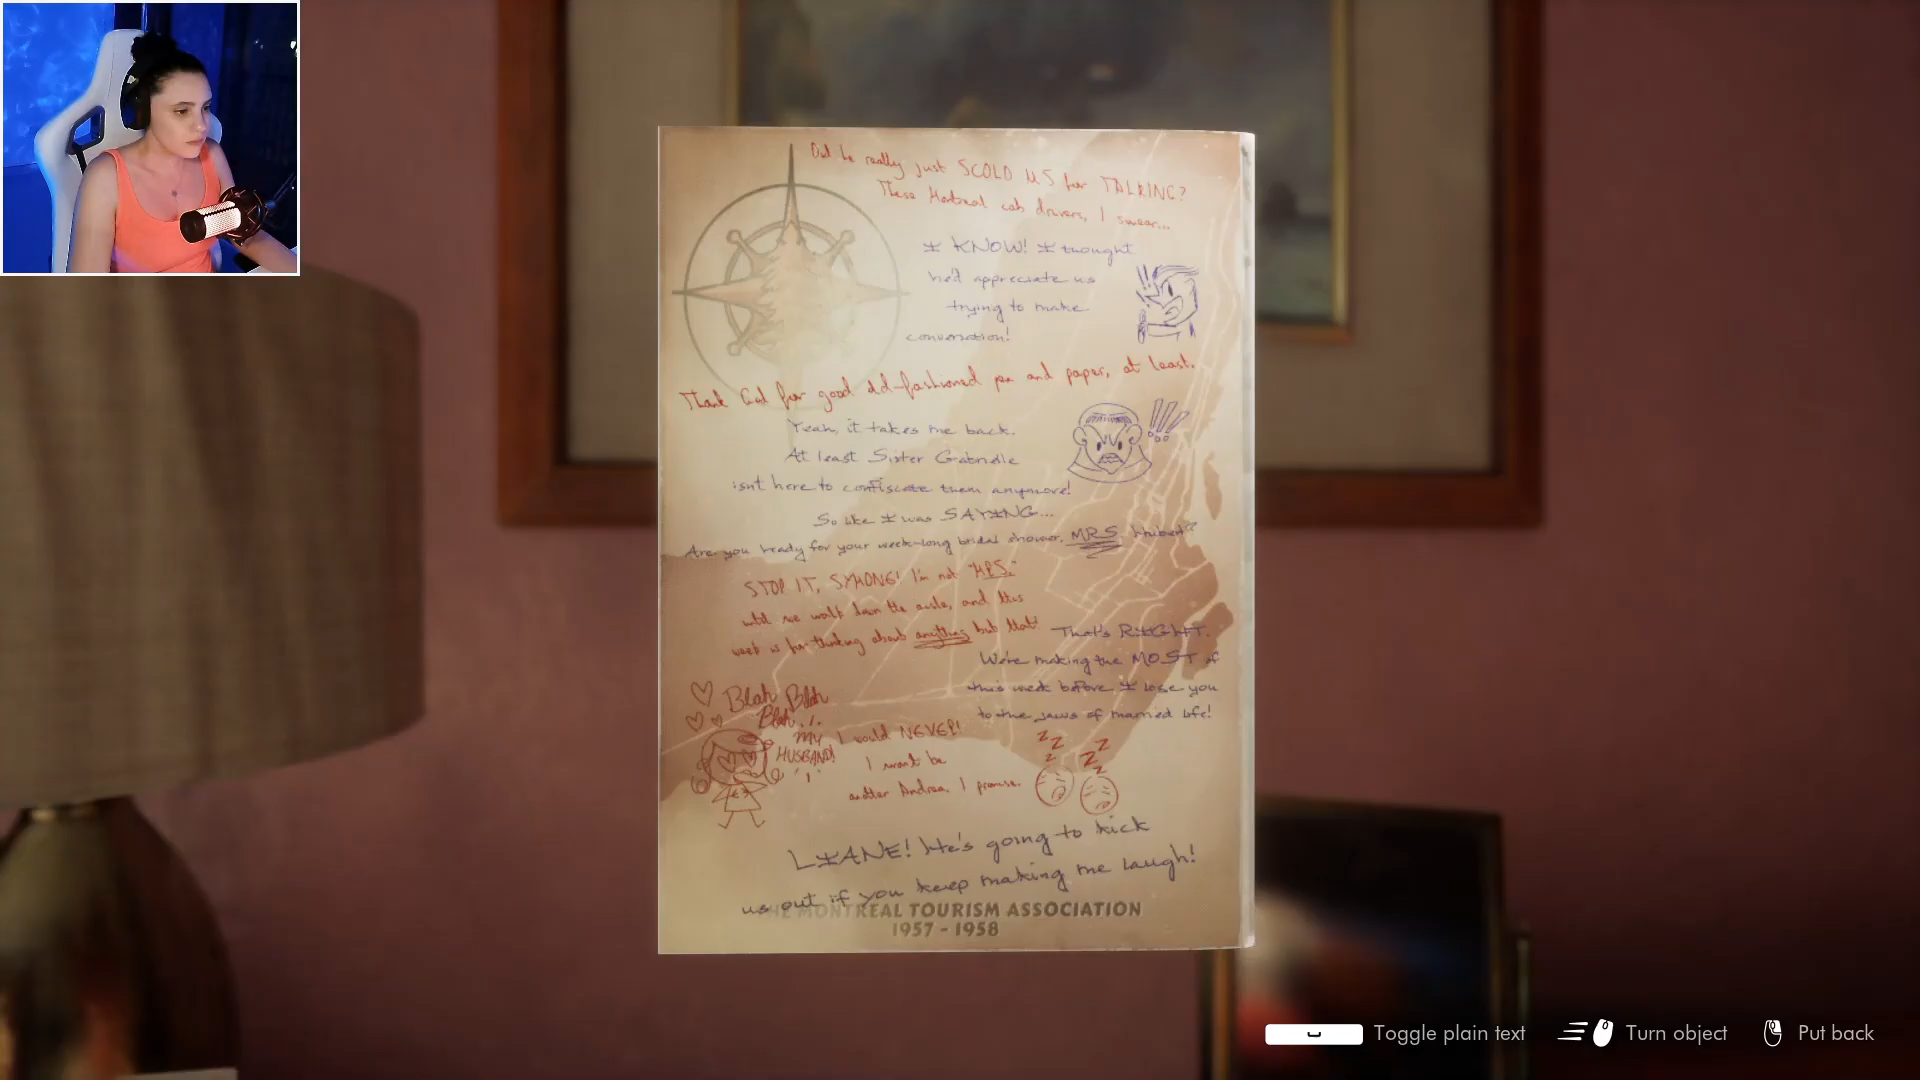 Did he really just SCOLD US for TALKING?
These Montreal cab drivers, I swear...
I KNOW! I thought
he'd appreciate us
trying to make
conversation!
Thank God for good old-fashioned pen and paper, at least.
Yeah, it takes me back.
At least Sister Gabrielle
isn't here to confiscate them anymore!
So like I was SAYING...
Are you ready for your week-long bridal shower, MRS. Hubert?
STOP IT, SYMONE! I'm not "MRS."
until we walk down the aisle, and this
week is for thinking about anything but that!
That's RIGHT.
We're making the MOST of
this week before I lose you
to the jaws of married life!
Blah Blah
Blah...
My
HUSBAND!
I would NEVER!
I won't be
another Andrea, I promise.
z z z
z z z
LIANE! He's going to kick
us out if you keep making me laugh!
THE MONTREAL TOURISM ASSOCIATION
1957 - 1958
Toggle plain text
Turn object
Put back